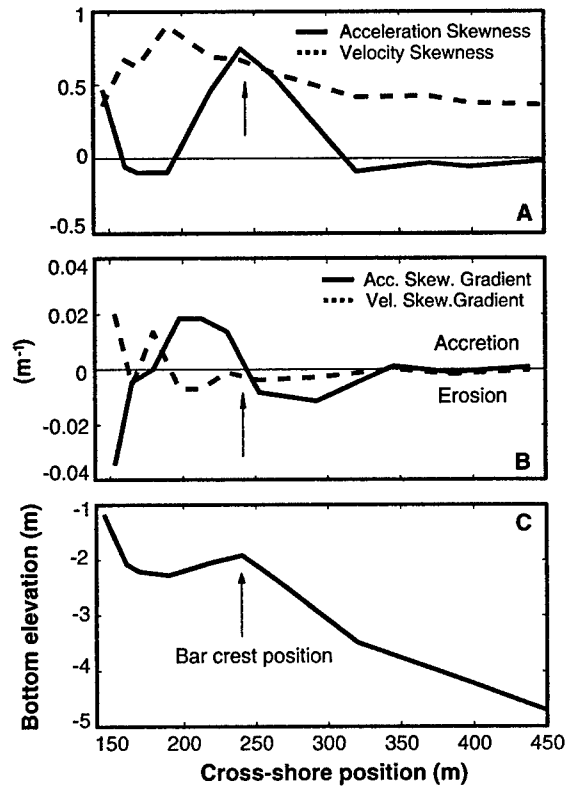 1
Acceleration Skewness
Velocity Skewness
0.5
0
-0.5
A
0.04
Acc. Skew. Gradient
Vel. Skew.Gradient
0.02
Accretion
(m-1)
0
Erosion
-0.02
-0.04
B
-1
C
-2
Bottom elevation (m)
-3
Bar crest position
-4
-5
150 200 250 300 350 400 450
Cross-shore position (m)